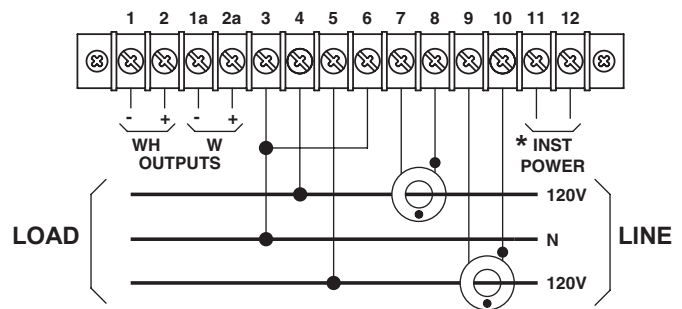 1 2 1a 2a 3 4 5 6 7 8 9 10 11 12
- + - +
WH W * INST
OUTPUTS POWER
120V
LOAD N LINE
120V